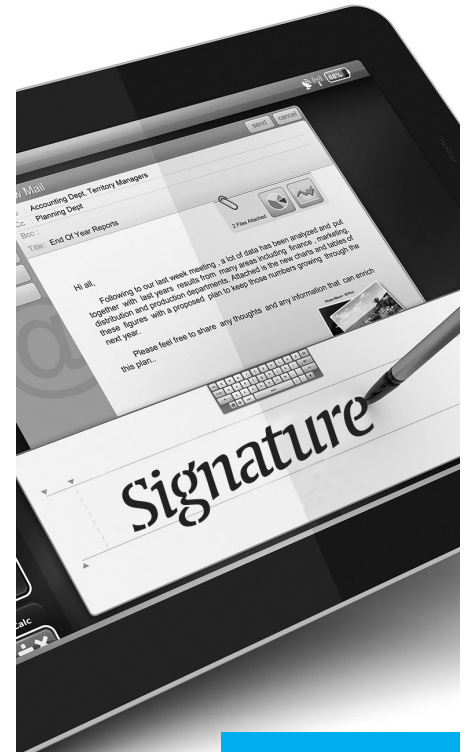 68%
menu
send cancel
w Mail
Accounting Dept, Territory Managers
Cc : Planning Dept
Bcc :
Title: End Of Year Reports
2 Files Attached
Hi all,
Following to our last week meeting , a lot of data has been analyzed and put
together with last years results from many areas including finance , marketing,
distribution and production departments. Attached is the new charts and tables of
these figures with a proposed plan to keep those numbers growing through the
next year .
Please feel free to share any thoughts and any information that can enrich
this plan..
@
Signature
calc